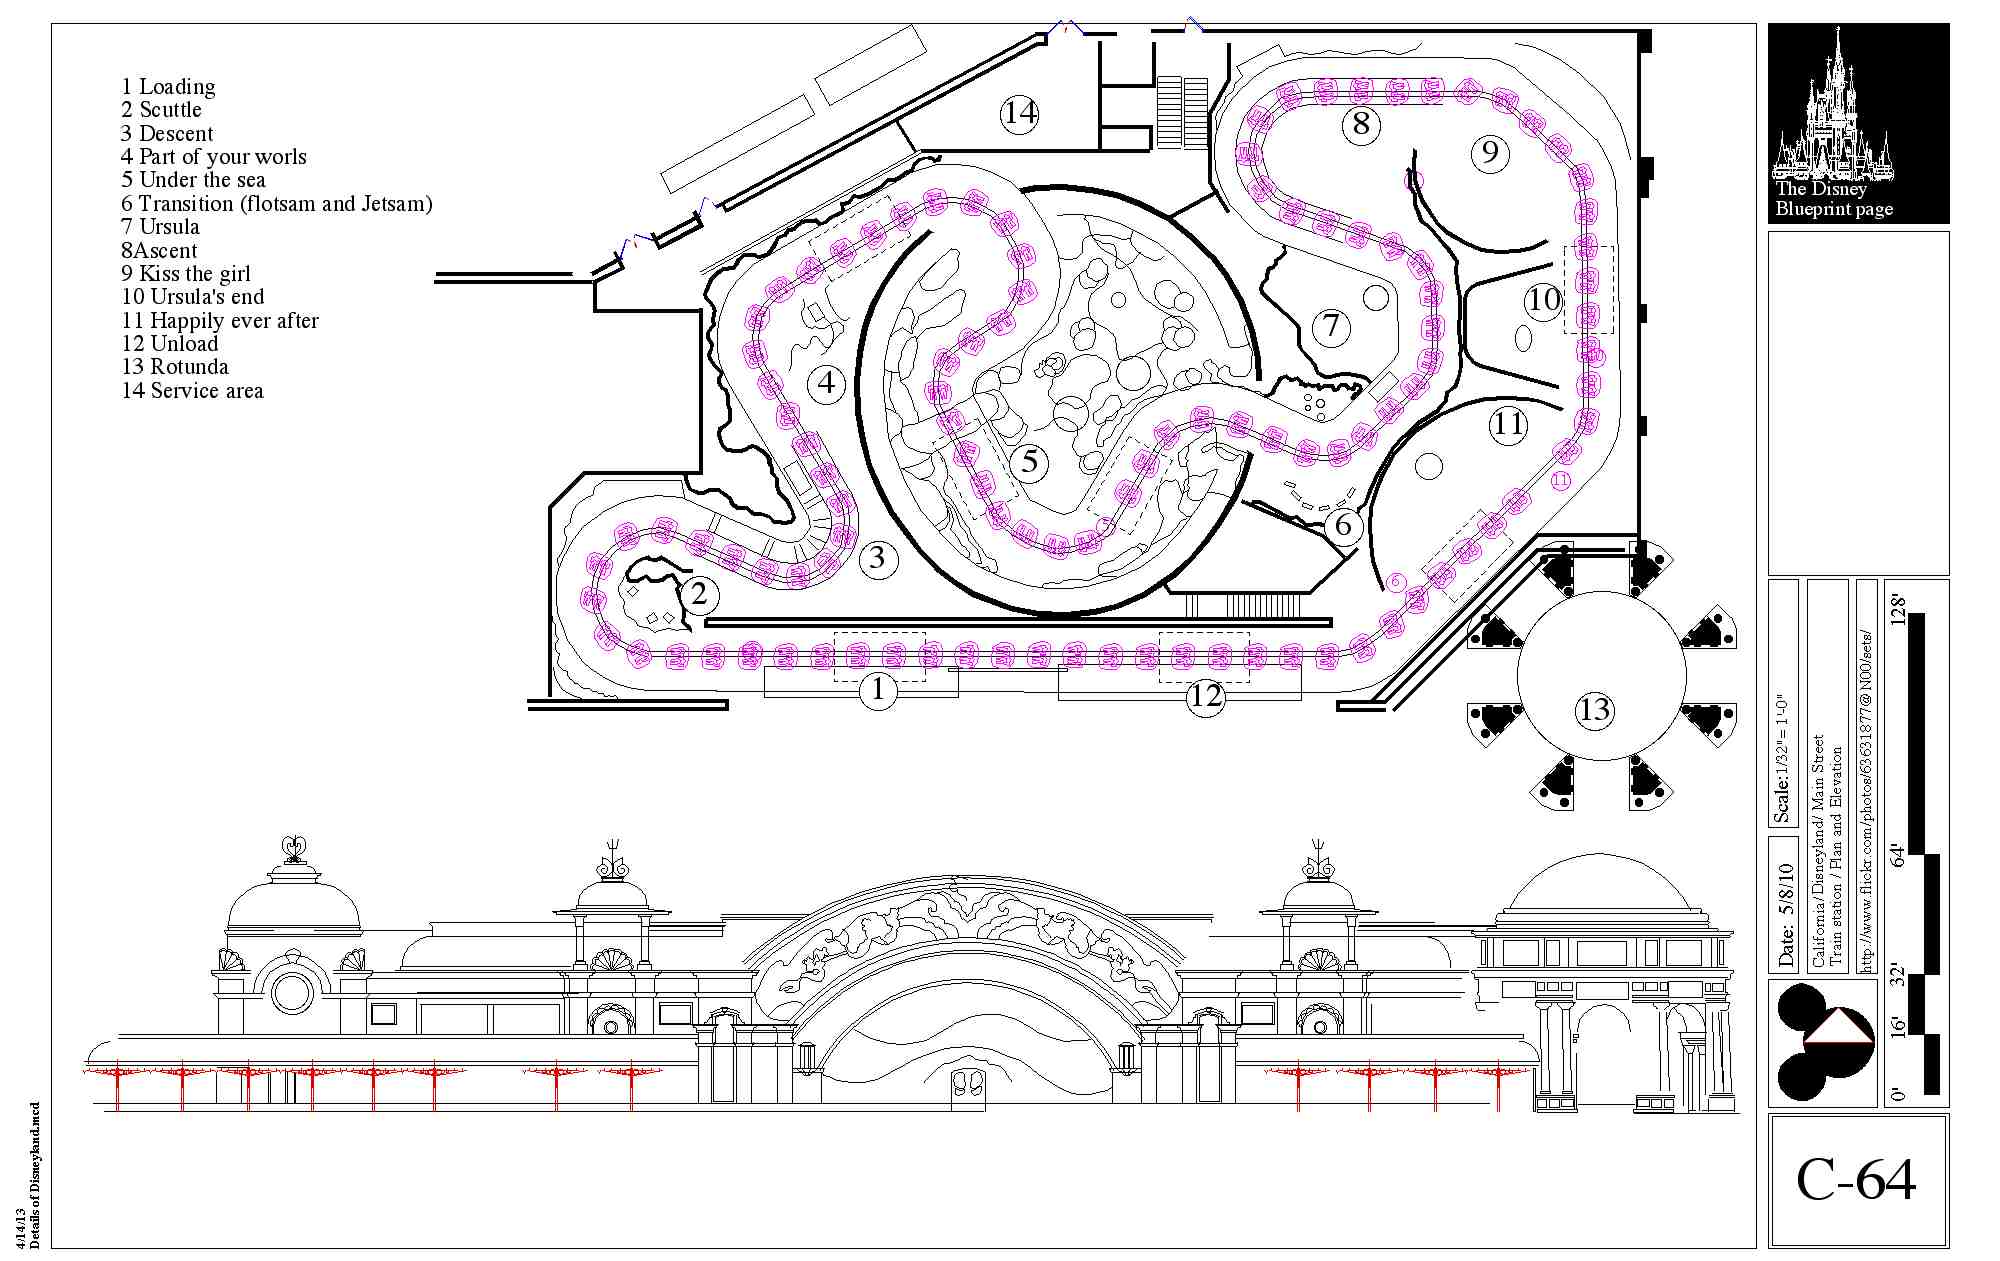 1 Loading
2 Scuttle
3 Descent
4 Part of your worls
5 Under the sea
6 Transition (flotsam and Jetsam)
7 Ursula
8Ascent
9 Kiss the girl
10 Ursula's end
11 Happily ever after
12 Unload
13 Rotunda
14 Service area
14
8
9
7
10
4
11
5
6
3
2
1
12
13
11
6
The Disney
Blueprint page
Scale:1/32"= 1'-0"
Date: 5/8/10
California/Disneyland/ Main Street
Train station / Plan and Elevation
http://www.flickr.com/photos/63631877@N00/sets/
128'
64'
32'
16'
0'
C-64
4/14/13
Details of Disneyland.mcd